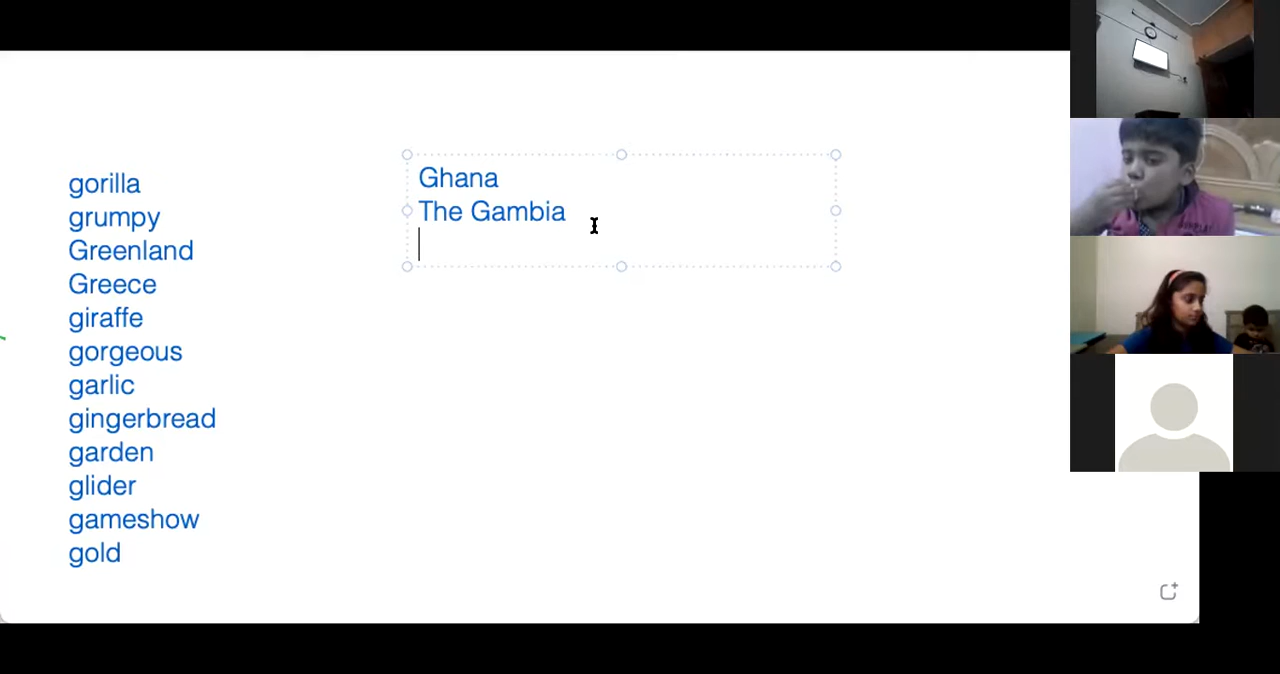 gorilla
grumpy
Greenland
Greece
giraffe
gorgeous
garlic
gingerbread
garden
glider
gameshow
gold
Ghana
The Gambia